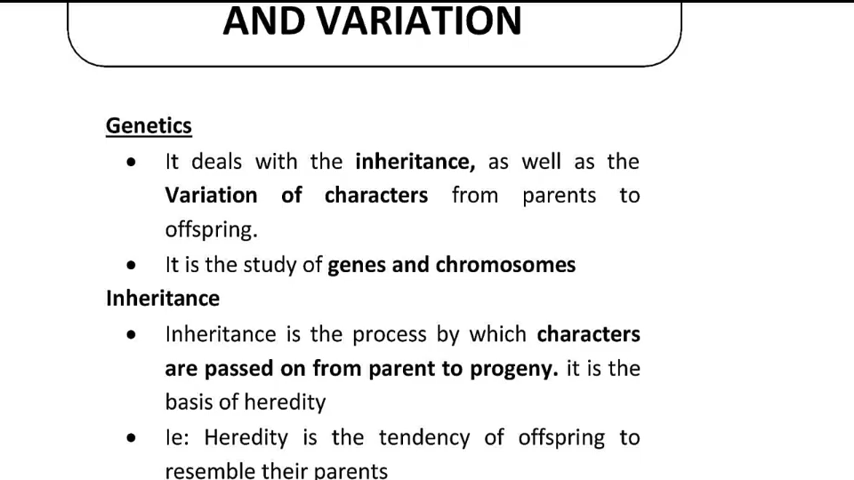 AND VARIATION
Genetics
• It deals with the inheritance, as well as the
Variation of characters from parents to
offspring.
• It is the study of genes and chromosomes
Inheritance
• Inheritance is the process by which characters
are passed on from parent to progeny. it is the
basis of heredity
• Ie: Heredity is the tendency of offspring to
resemble their parents